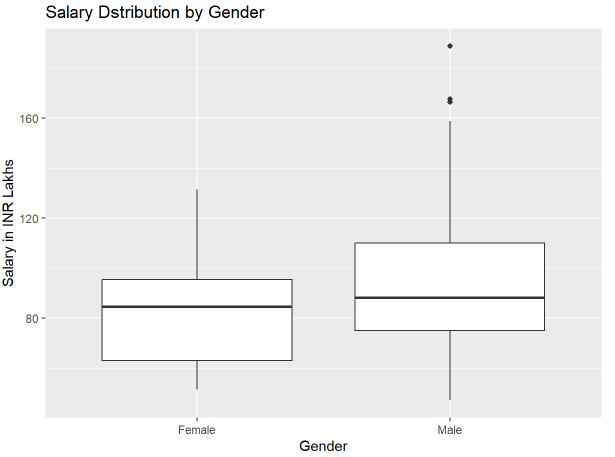 Salary Dstribution by Gender
160
120
80
Salary in INR Lakhs
Female
Male
Gender